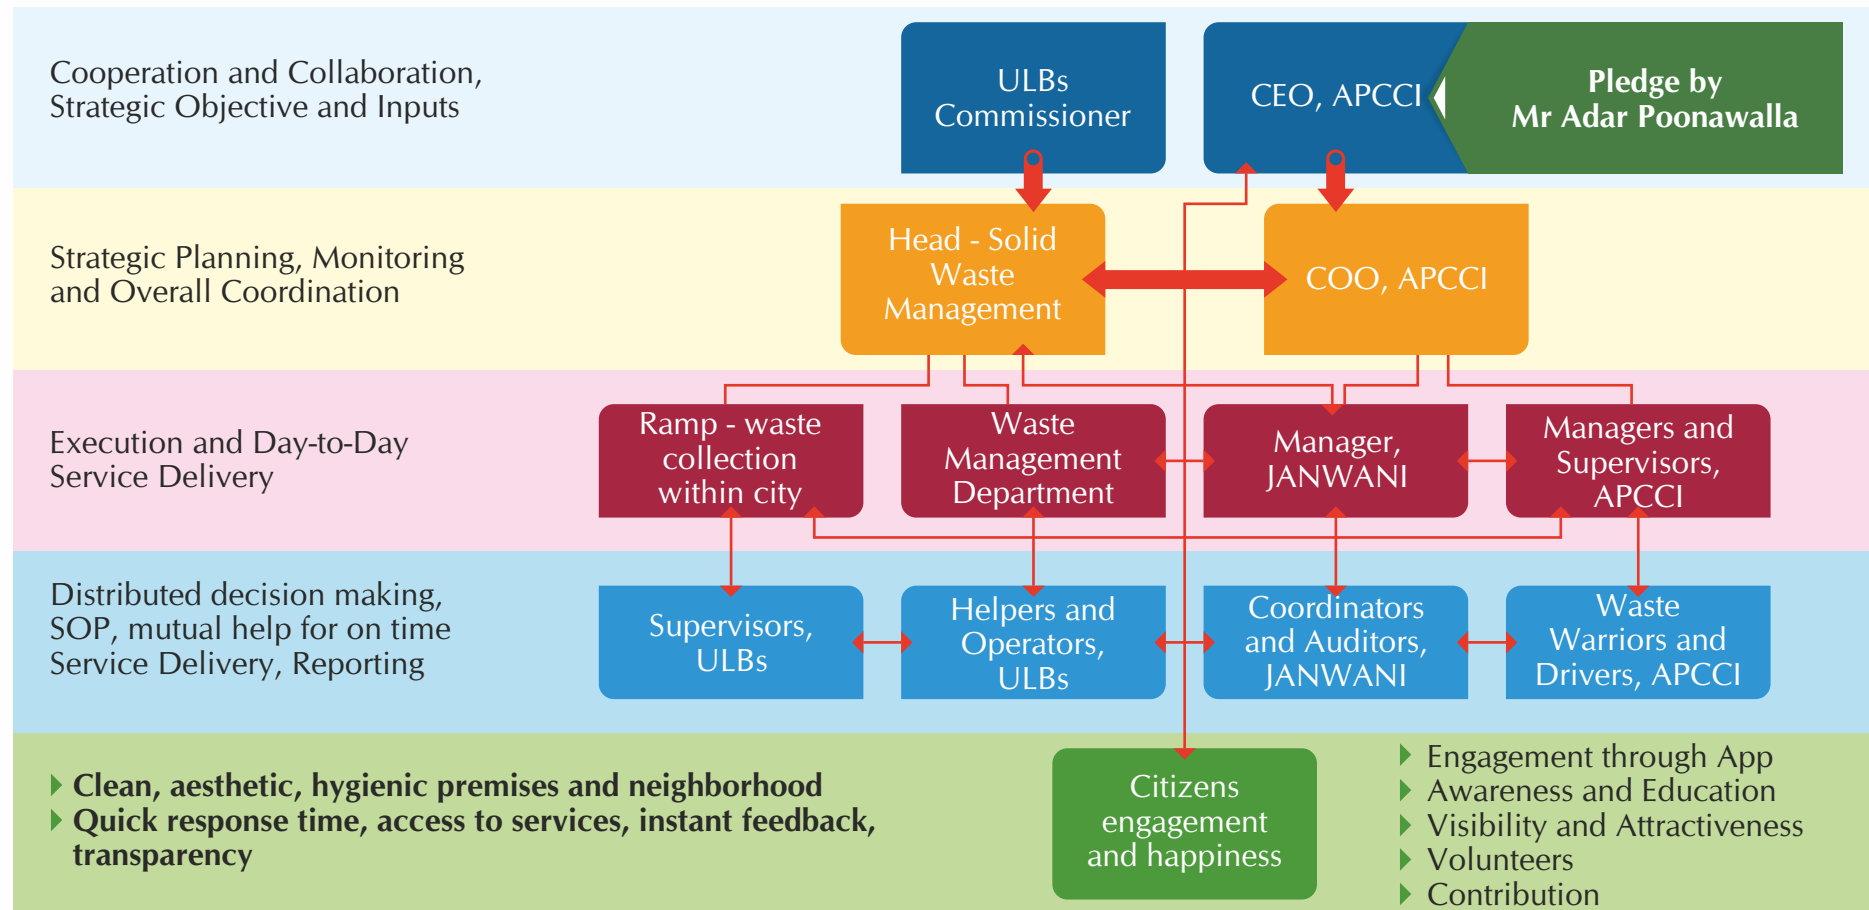 Cooperation and Collaboration,
Strategic Objective and Inputs
ULBs
Commissioner
CEO, APCCI
Pledge by
Mr Adar Poonawalla
Strategic Planning, Monitoring
and Overall Coordination
Head - Solid
Waste
Management
COO, APCCI
Execution and Day-to-Day
Service Delivery
Ramp - waste
collection
within city
Waste
Management
Department
Manager,
JANWANI
Managers and
Supervisors,
APCCI
Distributed decision making,
SOP, mutual help for on time
Service Delivery, Reporting
Supervisors,
ULBs
Helpers and
Operators,
ULBs
Coordinators
and Auditors,
JANWANI
Waste
Warriors and
Drivers, APCCI
Clean, aesthetic, hygienic premises and neighborhood
Quick response time, access to services, instant feedback,
transparency
Citizens
engagement
and happiness
Engagement through App
Awareness and Education
Visibility and Attractiveness
Volunteers
Contribution